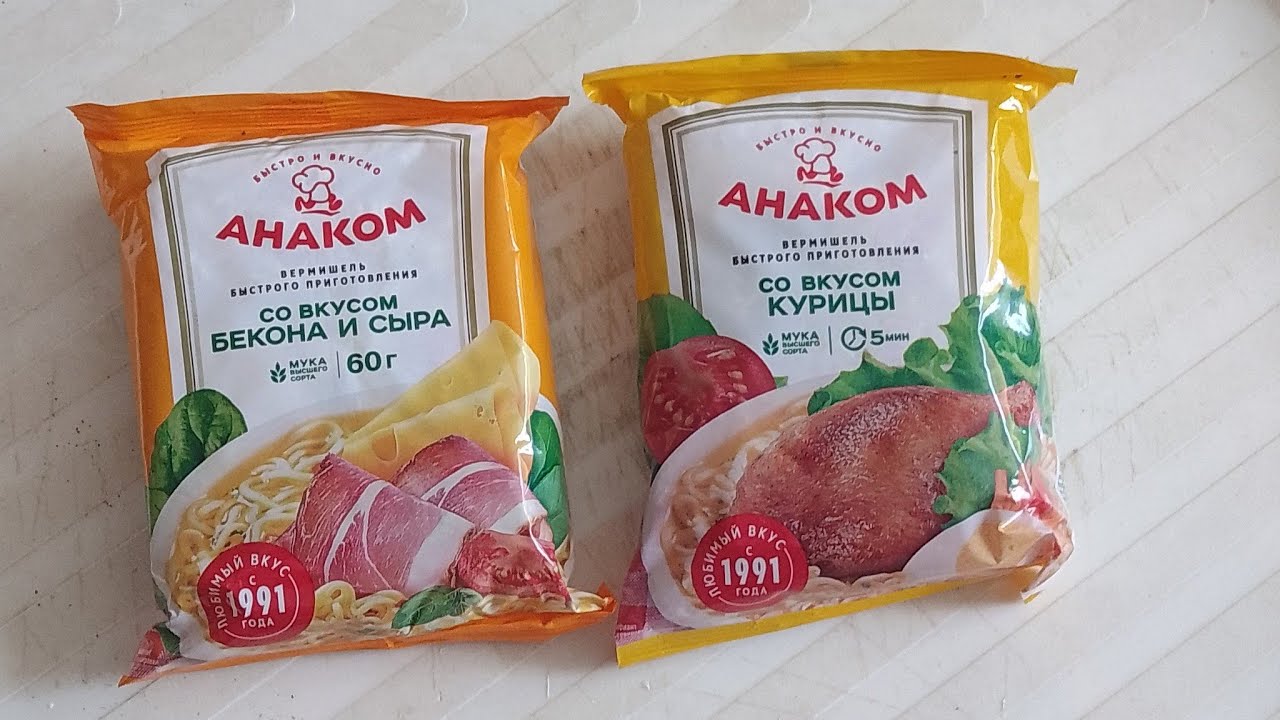 БЫСТРО И ВКУСНО
АНАКОМ
ВЕРМИШЕЛЬ
БЫСТРОГО ПРИГОТОВЛЕНИЯ
СО ВКУСОМ
БЕКОНА И СЫРА
МУКА
ВЫСШЕГО
СОРТА
60 г
ЛЮБИМЫЙ ВКУС
С
1991
ГОДА
БЫСТРО И ВКУСНО
АНАКОМ
ВЕРМИШЕЛЬ
БЫСТРОГО ПРИГОТОВЛЕНИЯ
СО ВКУСОМ
КУРИЦЫ
МУКА
ВЫСШЕГО
СОРТА
5 мин
ЛЮБИМЫЙ ВКУС
С
1991
ГОДА